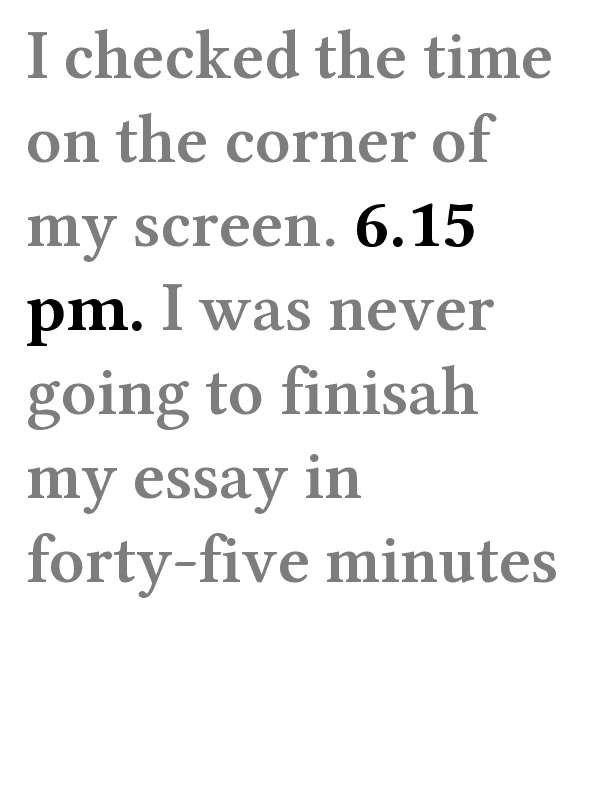 I checked the time
on the corner of
my screen. 6.15
pm. I was never
going to finisah
my essay in
forty-five minutes